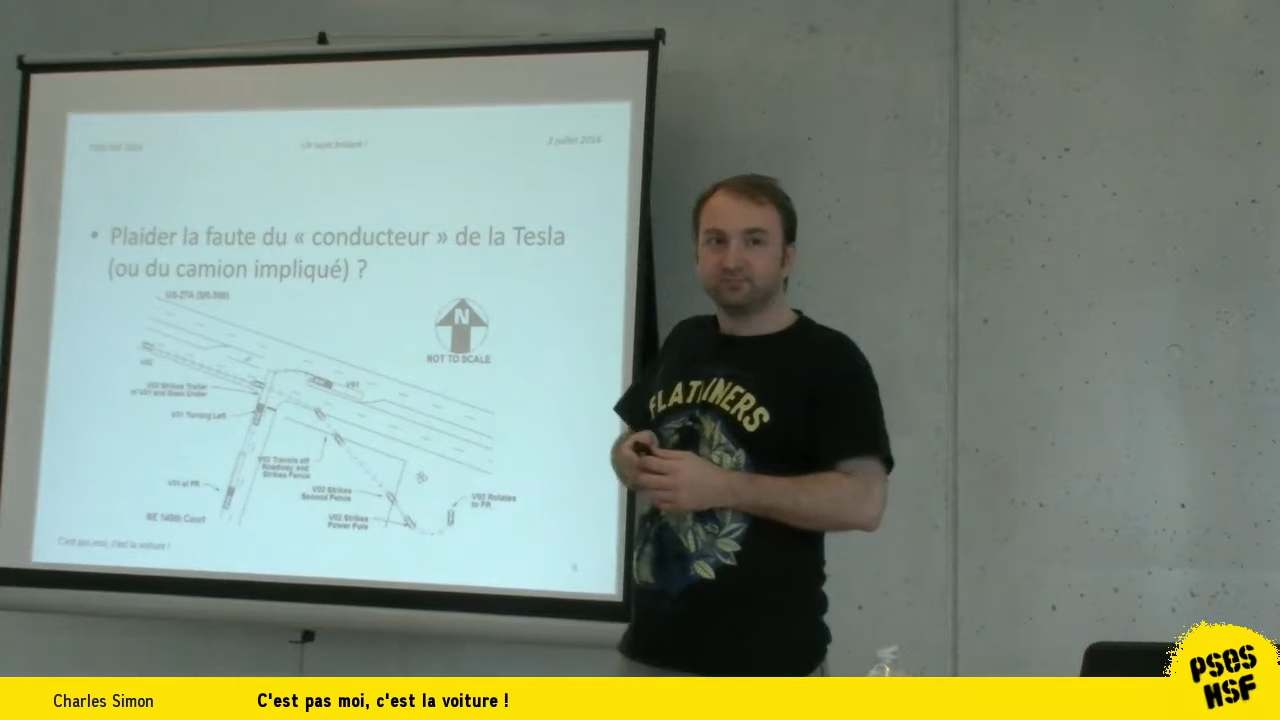 Un sujet brûlant !
3 juillet 2016
• Plaider la faute du « conducteur » de la Tesla
(ou du camion impliqué) ?
US-27A (SR-500)
N
NOT TO SCALE
V01
V02
V02 Strikes Trailer
of V01 and Goes Under
V01 Turning Left
V02 Travels off
Roadway and
Strikes Fence
V01 at FR
V02 Strikes
Second Fence
V02 Rotates
to FR
NE 140th Court
V02 Strikes
Power Pole
C'est pas moi, c'est la voiture !
FLATLINERS
PSES
HSF
Charles Simon
C'est pas moi, c'est la voiture !